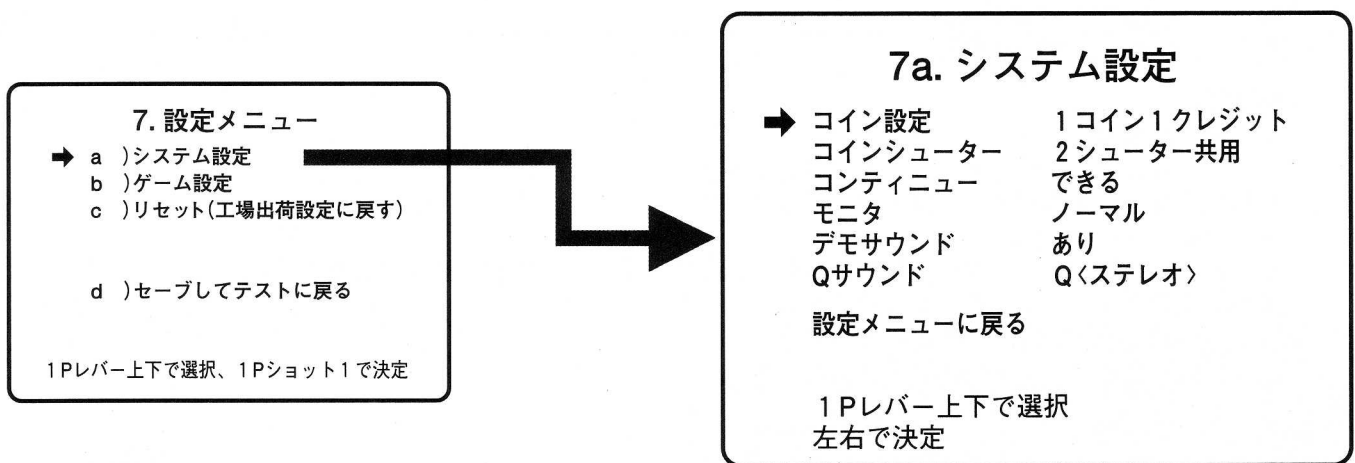 7. 設定メニュー
➡ a )システム設定
b )ゲーム設定
c )リセット(工場出荷設定に戻す)
d )セーブしてテストに戻る
1Pレバー上下で選択、1Pショット1で決定
7a. システム設定
➡ コイン設定 1コイン1クレジット
コインシューター 2シューター共用
コンティニュー できる
モニタ ノーマル
デモサウンド あり
Qサウンド Q〈ステレオ〉
設定メニューに戻る
1Pレバー上下で選択
左右で決定